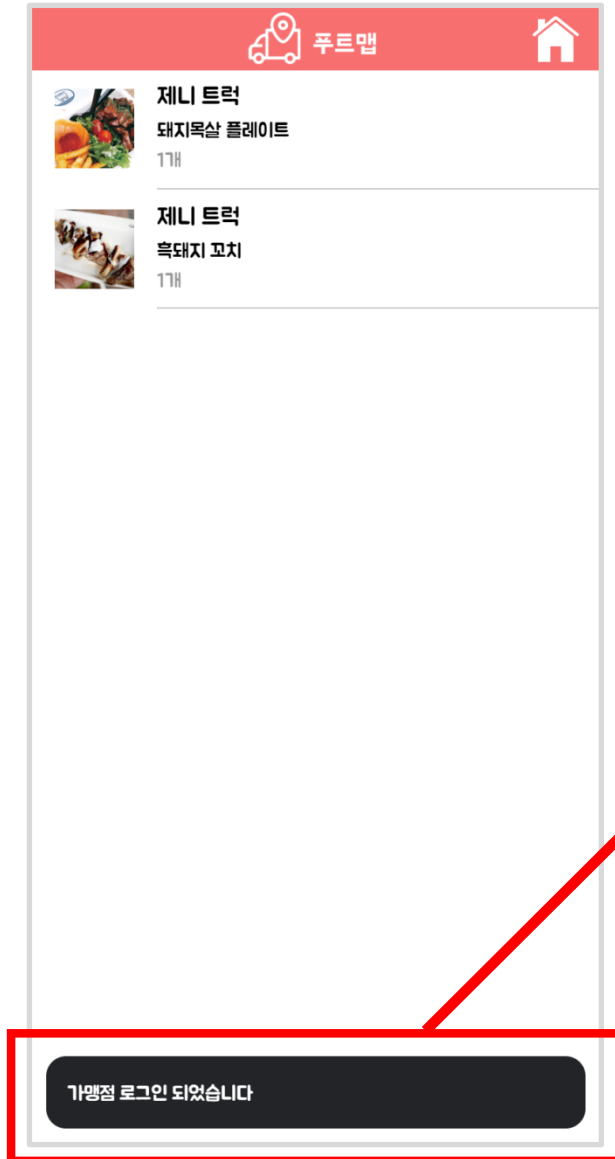 푸트맵
제니 트럭
돼지목살 플레이트
1개
제니 트럭
흑돼지 꼬치
1개
가맹점 로그인 되었습니다